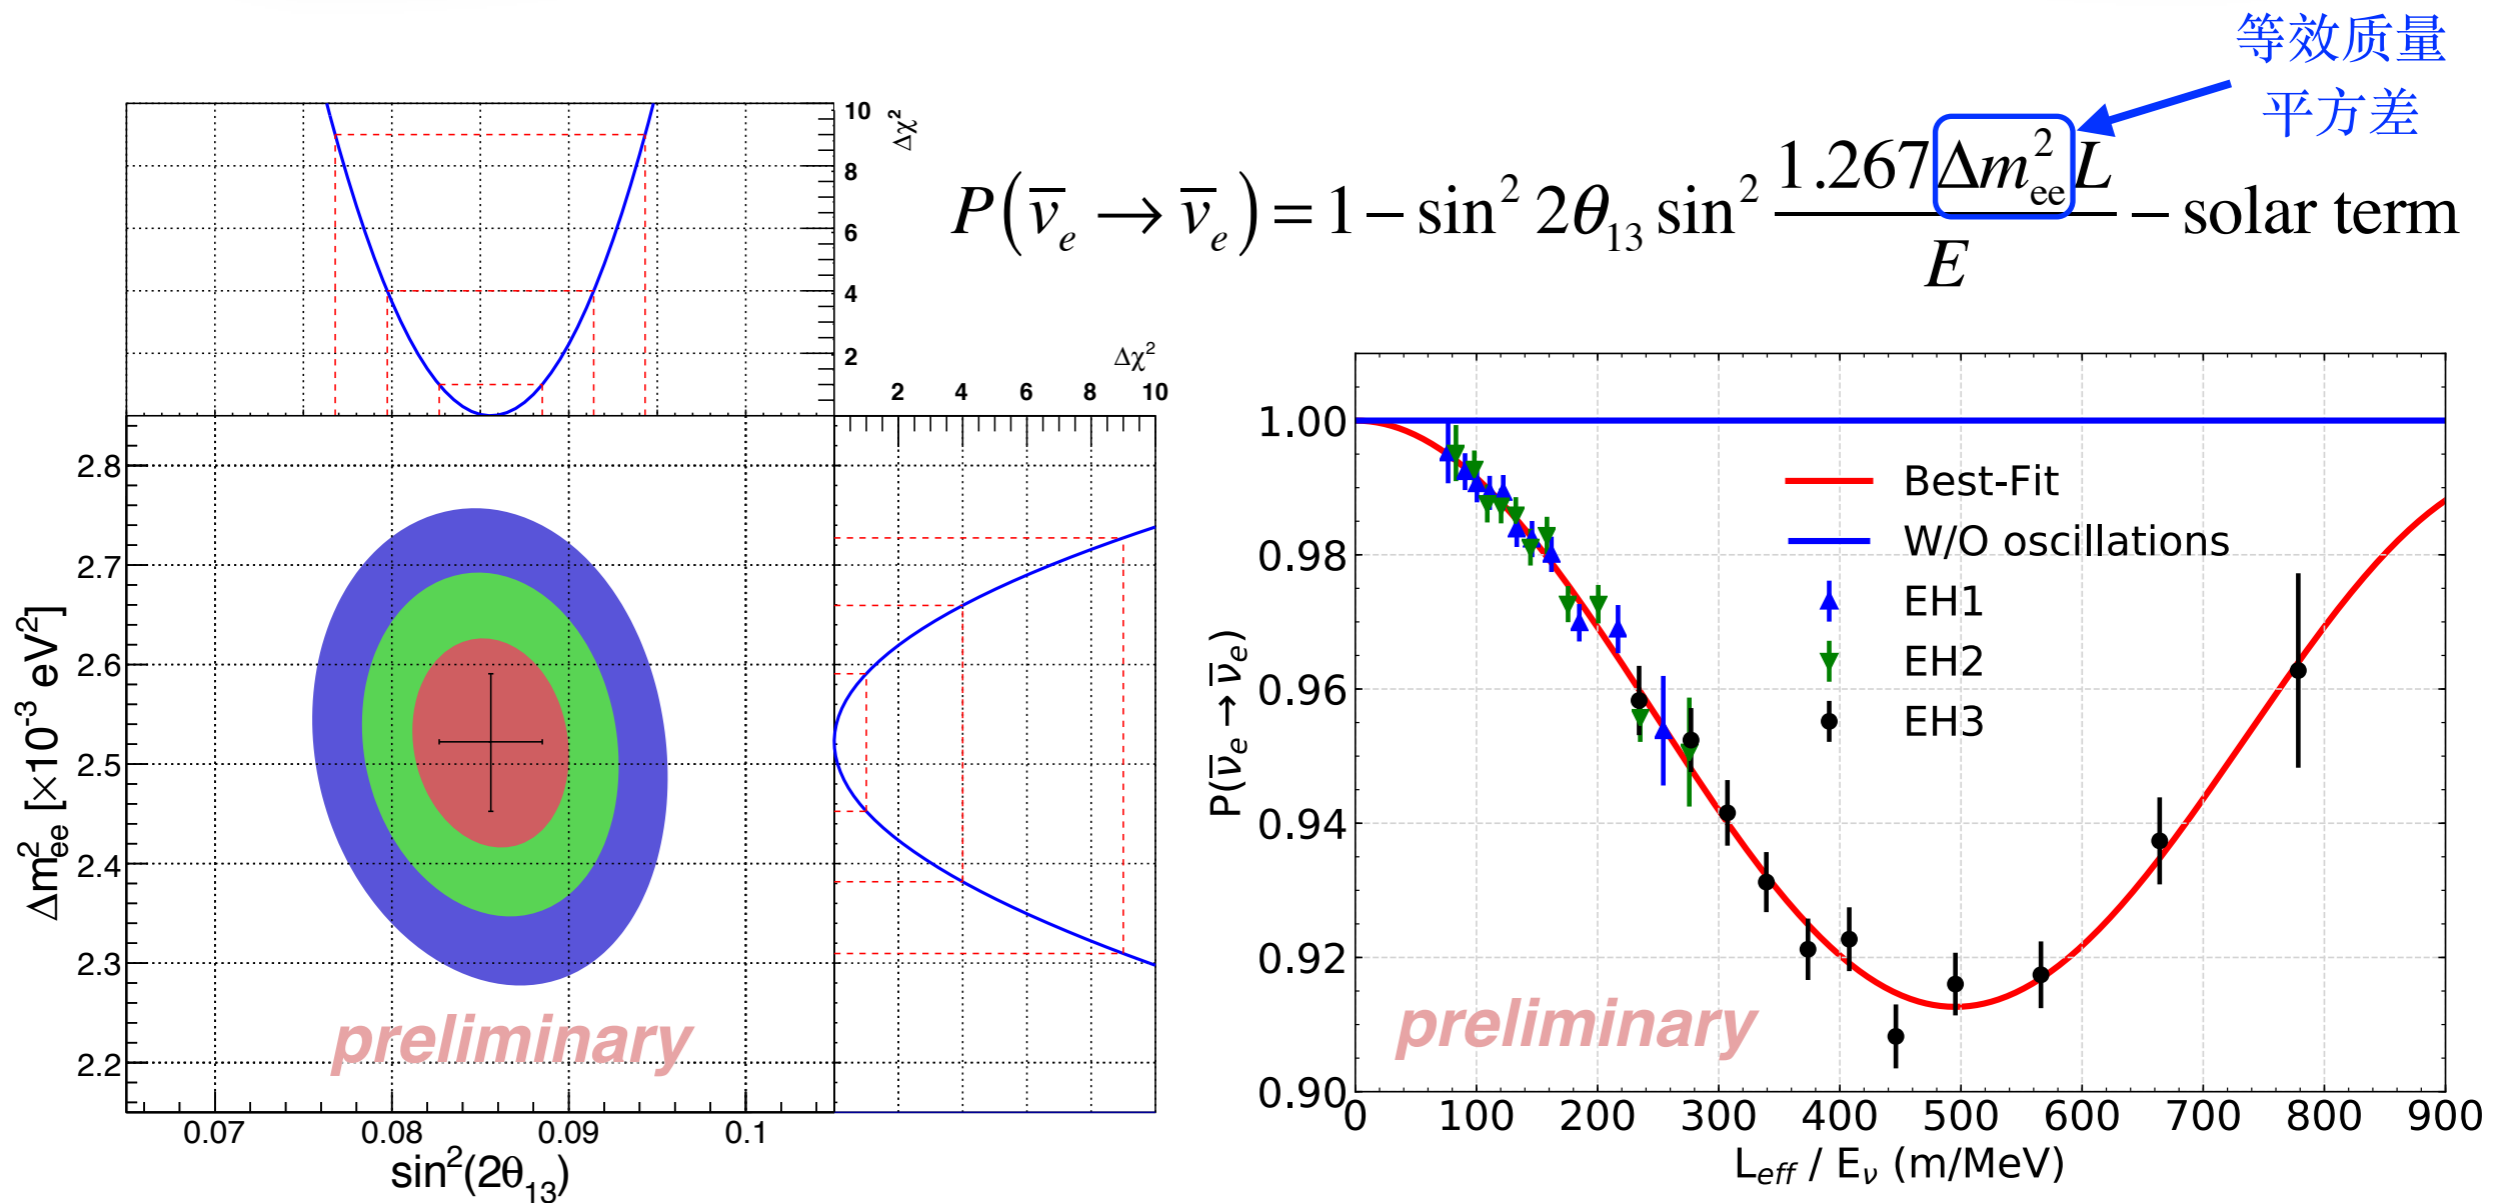 等效质量
平方差
P(ν̄ₑ → ν̄ₑ) = 1 − sin² 2θ₁₃ sin² 1.267Δm²ₑₑL / E − solar term
10
8
6
4
2
Δχ²
Δχ²
2 4 6 8 10
2.8
2.7
2.6
2.5
2.4
2.3
2.2
Δm²ₑₑ [×10⁻³ eV²]
preliminary
0.07 0.08 0.09 0.1
sin²(2θ₁₃)
1.00
0.98
0.96
0.94
0.92
0.90
P(ν̄ₑ → ν̄ₑ)
Best-Fit
W/O oscillations
EH1
EH2
EH3
preliminary
0 100 200 300 400 500 600 700 800 900
L_eff / E_ν (m/MeV)